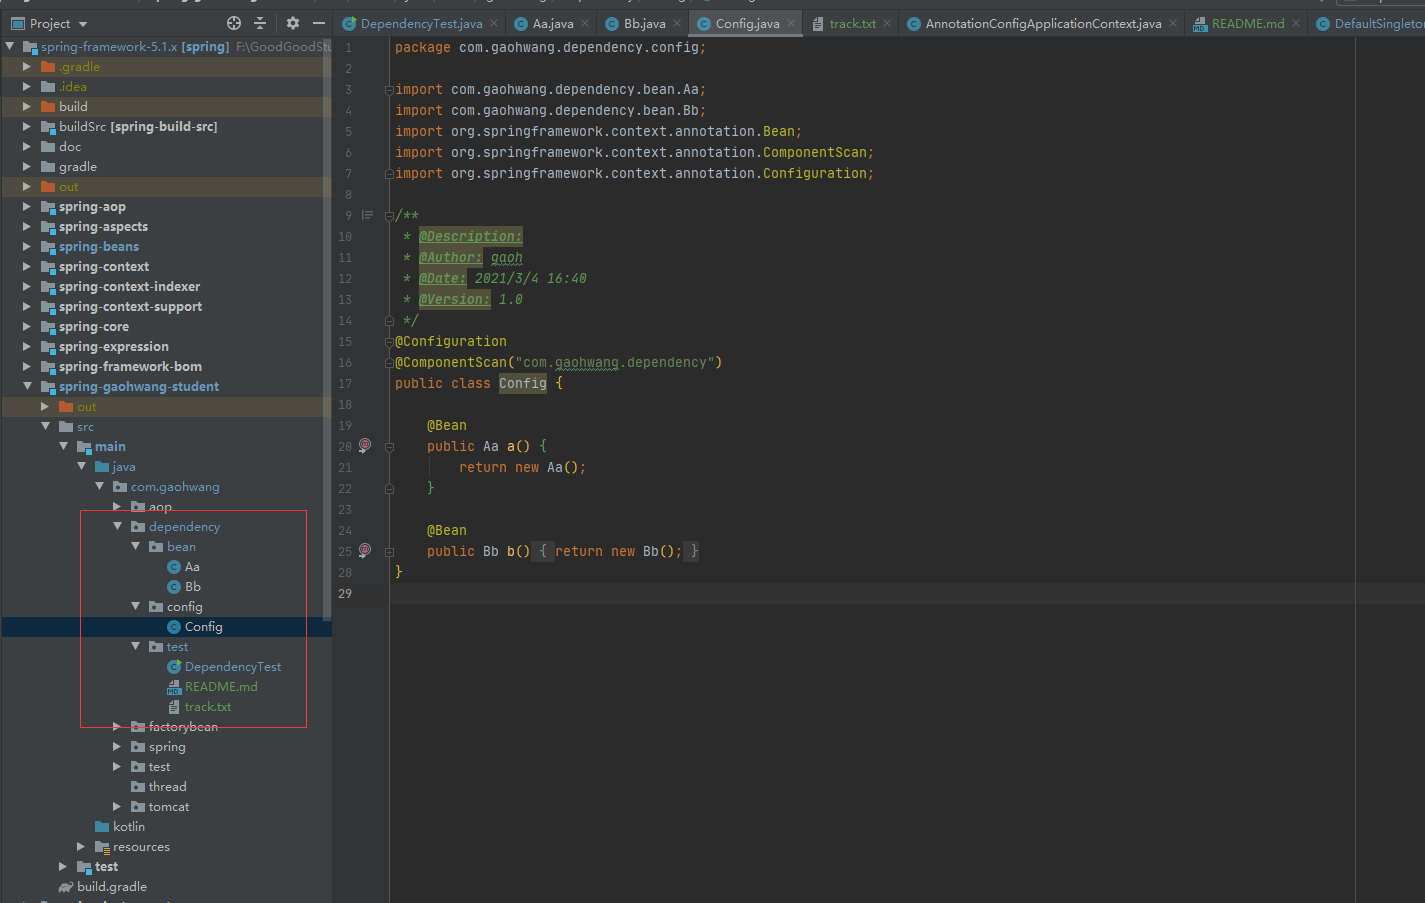 Project
spring-framework-5.1.x [spring] F:\GoodGoodStu
.gradle
.idea
build
buildSrc [spring-build-src]
doc
gradle
out
spring-aop
spring-aspects
spring-beans
spring-context
spring-context-indexer
spring-context-support
spring-core
spring-expression
spring-framework-bom
spring-gaohwang-student
out
src
main
java
com.gaohwang
aop
dependency
bean
Aa
Bb
config
Config
test
DependencyTest
README.md
track.txt
factorybean
spring
test
thread
tomcat
kotlin
resources
test
build.gradle
DependencyTest.java
Aa.java
Bb.java
Config.java
track.txt
AnnotationConfigApplicationContext.java
README.md
DefaultSingleto
1 package com.gaohwang.dependency.config;
2
3 import com.gaohwang.dependency.bean.Aa;
4 import com.gaohwang.dependency.bean.Bb;
5 import org.springframework.context.annotation.Bean;
6 import org.springframework.context.annotation.ComponentScan;
7 import org.springframework.context.annotation.Configuration;
8
9 /**
10 * @Description:
11 * @Author: gaoh
12 * @Date: 2021/3/4 16:40
13 * @Version: 1.0
14 */
15 @Configuration
16 @ComponentScan("com.gaohwang.dependency")
17 public class Config {
18
19 @Bean
20 public Aa a() {
21 return new Aa();
22 }
23
24 @Bean
25 public Bb b() { return new Bb(); }
28 }
29